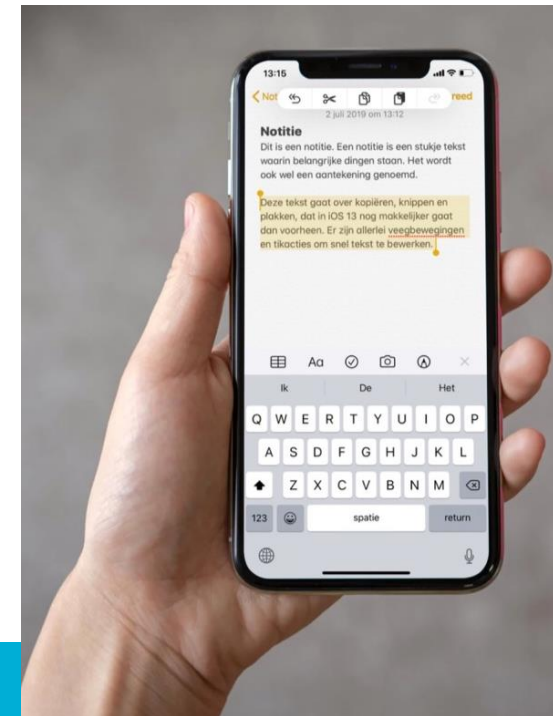 13:15
Not
reed
2 juli 2019 om 13:12
Notitie
Dit is een notitie. Een notitie is een stukje tekst
waarin belangrijke dingen staan. Het wordt
ook wel een aantekening genoemd.
Deze tekst gaat over kopiëren, knippen en
plakken, dat in iOS 13 nog makkelijker gaat
dan voorheen. Er zijn allerlei veegbewegingen
en tikacties om snel tekst te bewerken.
Aa
Ik De Het
Q W E R T Y U I O P
A S D F G H J K L
Z X C V B N M
123 spatie return